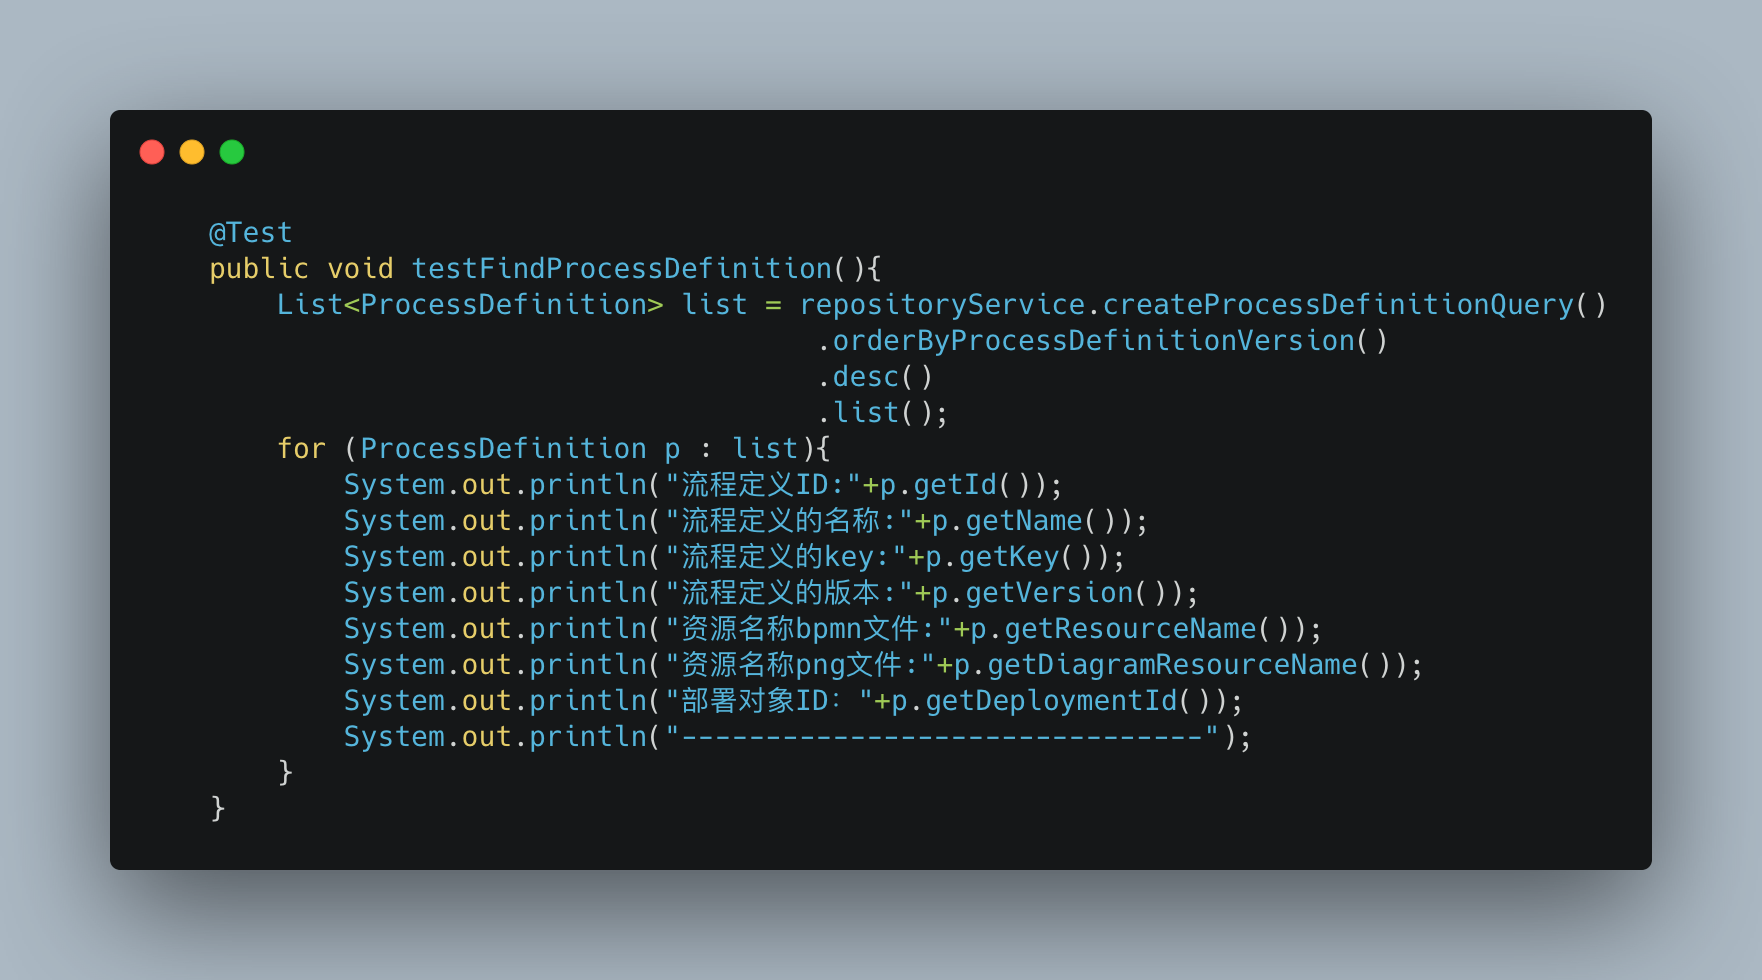 @Test
public void testFindProcessDefinition(){
    List<ProcessDefinition> list = repositoryService.createProcessDefinitionQuery()
                                .orderByProcessDefinitionVersion()
                                .desc()
                                .list();
    for (ProcessDefinition p : list){
        System.out.println("流程定义ID:"+p.getId());
        System.out.println("流程定义的名称:"+p.getName());
        System.out.println("流程定义的key:"+p.getKey());
        System.out.println("流程定义的版本:"+p.getVersion());
        System.out.println("资源名称bpmn文件:"+p.getResourceName());
        System.out.println("资源名称png文件:"+p.getDiagramResourceName());
        System.out.println("部署对象ID："+p.getDeploymentId());
        System.out.println("-------------------------------");
    }
}